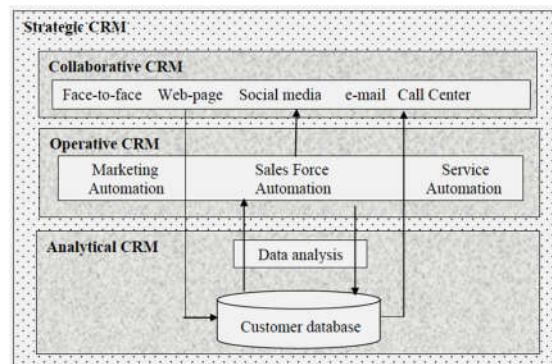 Strategic CRM
Collaborative CRM
Face-to-face Web-page Social media e-mail Call Center
Operative CRM
Marketing Automation
Sales Force Automation
Service Automation
Analytical CRM
Data analysis
Customer database